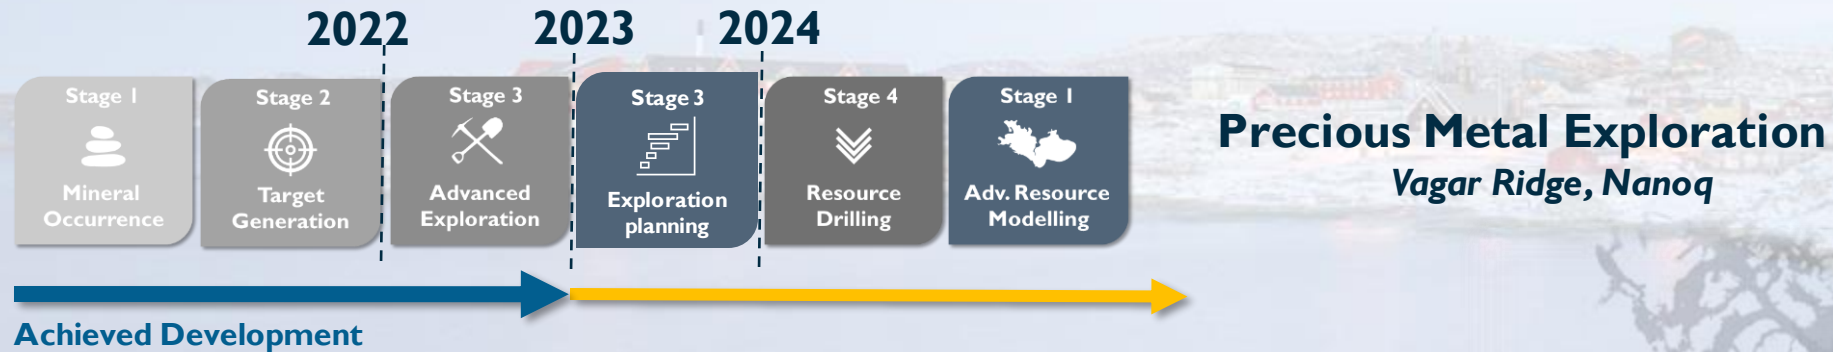 2022
2023
2024
Stage 1
Mineral
Occurrence
Stage 2
Target
Generation
Stage 3
Advanced
Exploration
Stage 3
Exploration
planning
Stage 4
Resource
Drilling
Stage 1
Adv. Resource
Modelling
Precious Metal Exploration
Vagar Ridge, Nanoq
Achieved Development